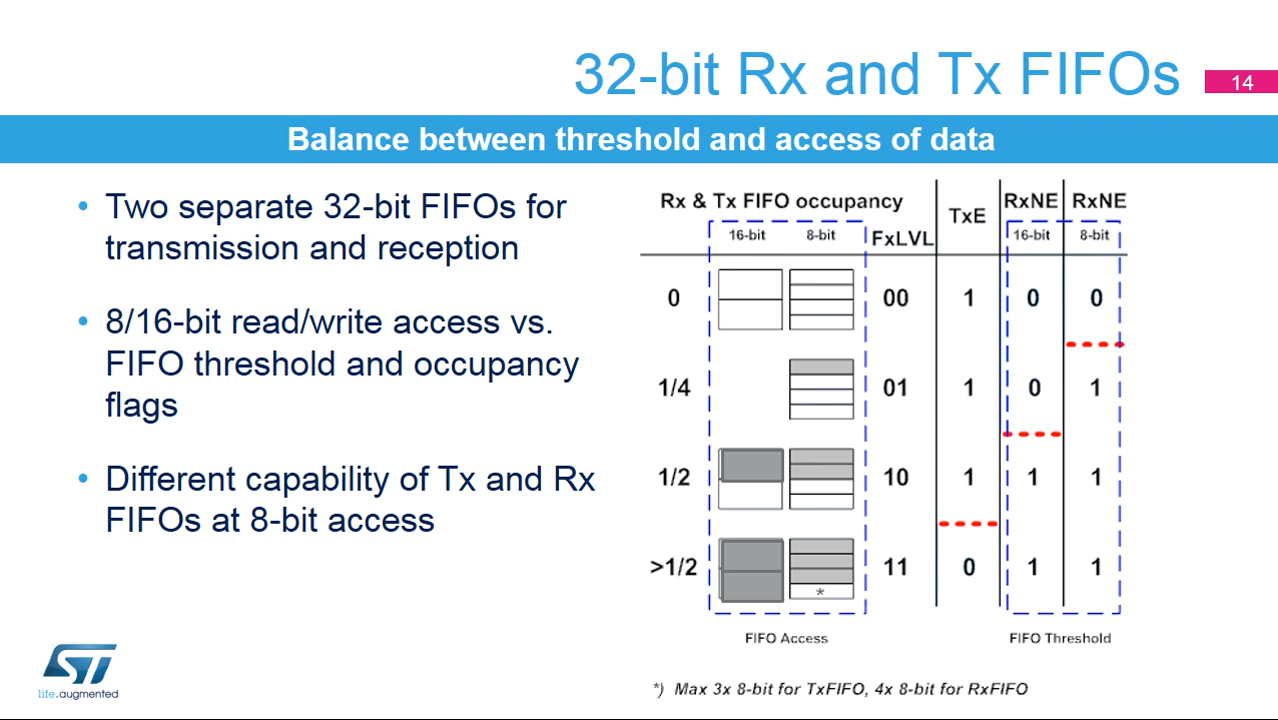 32-bit Rx and Tx FIFOs
14
Balance between threshold and access of data
• Two separate 32-bit FIFOs for
transmission and reception
• 8/16-bit read/write access vs.
FIFO threshold and occupancy
flags
• Different capability of Tx and Rx
FIFOs at 8-bit access
Rx & Tx FIFO occupancy
16-bit 8-bit FxLVL TxE RxNE 16-bit RxNE 8-bit
0 00 1 0 0
1/4 01 1 0 1
1/2 10 1 1 1
>1/2 * 11 0 1 1
FIFO Access FIFO Threshold
*) Max 3x 8-bit for TxFIFO, 4x 8-bit for RxFIFO
ST
life.augmented